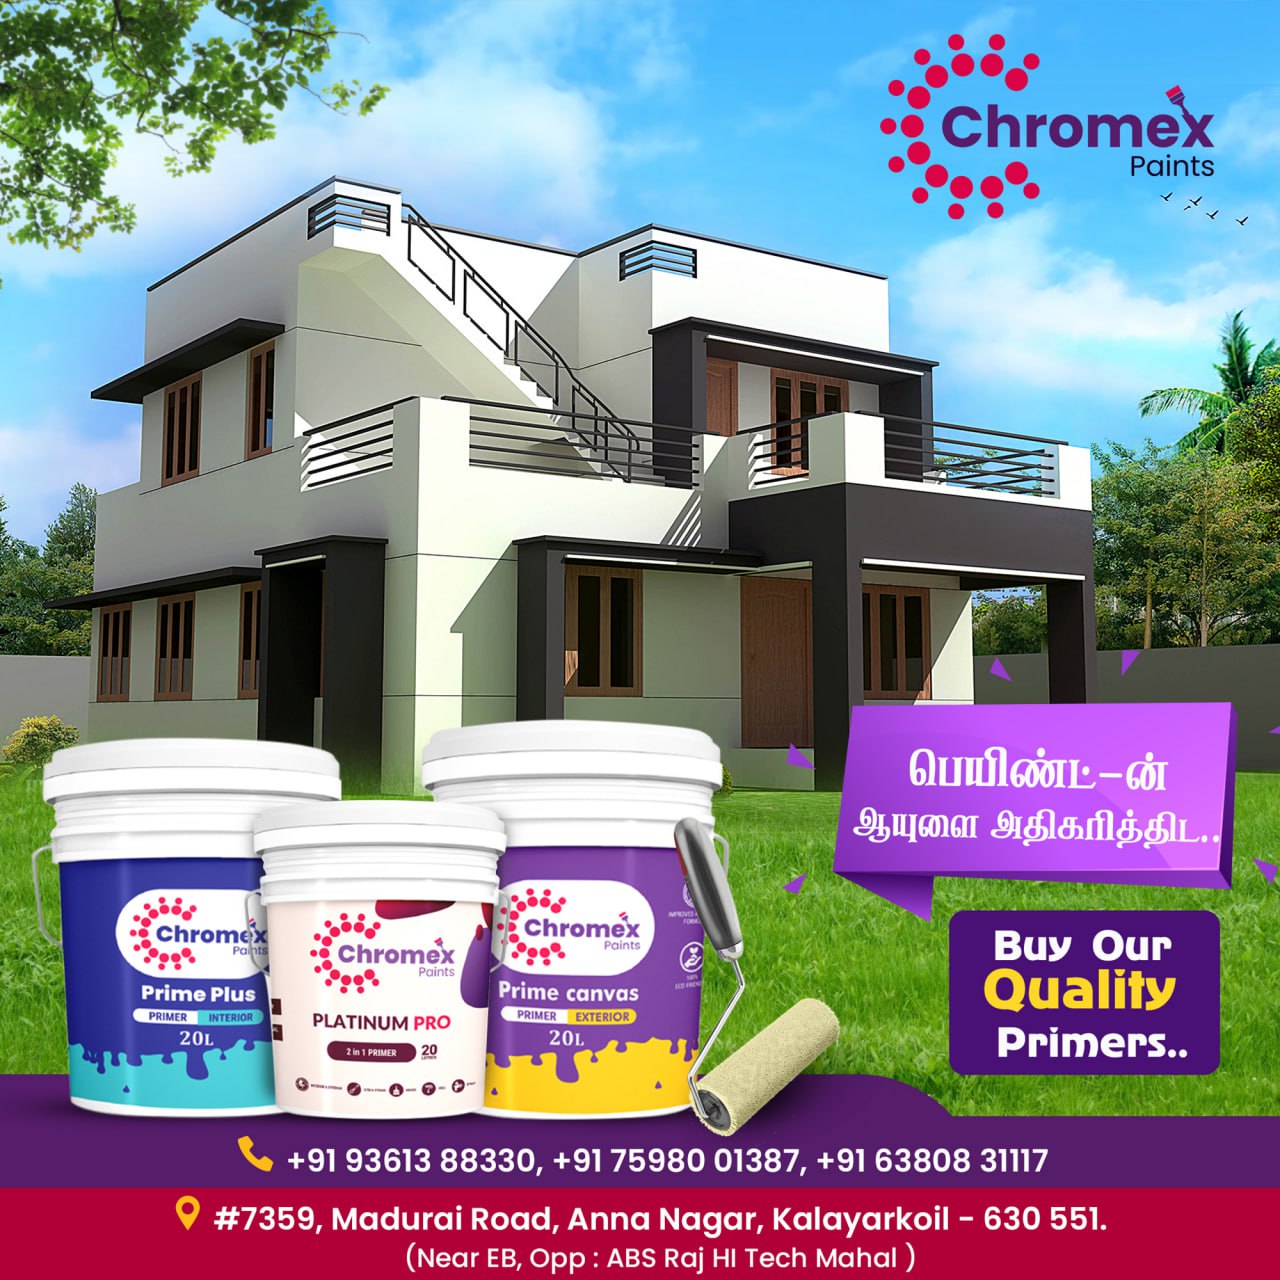 Chromex
Paints
பெயிண்ட்-ன்
ஆயுளை அதிகரித்திட..
Buy Our
Quality
Primers..
Chromex
Paints
Prime Plus
PRIMER INTERIOR
20L
Chromex
Paints
PLATINUM PRO
2 in 1 PRIMER 20
LITRES
Chromex
Paints
Prime canvas
PRIMER EXTERIOR
20L
+91 93613 88330, +91 75980 01387, +91 63808 31117
#7359, Madurai Road, Anna Nagar, Kalayarkoil - 630 551.
(Near EB, Opp : ABS Raj HI Tech Mahal )